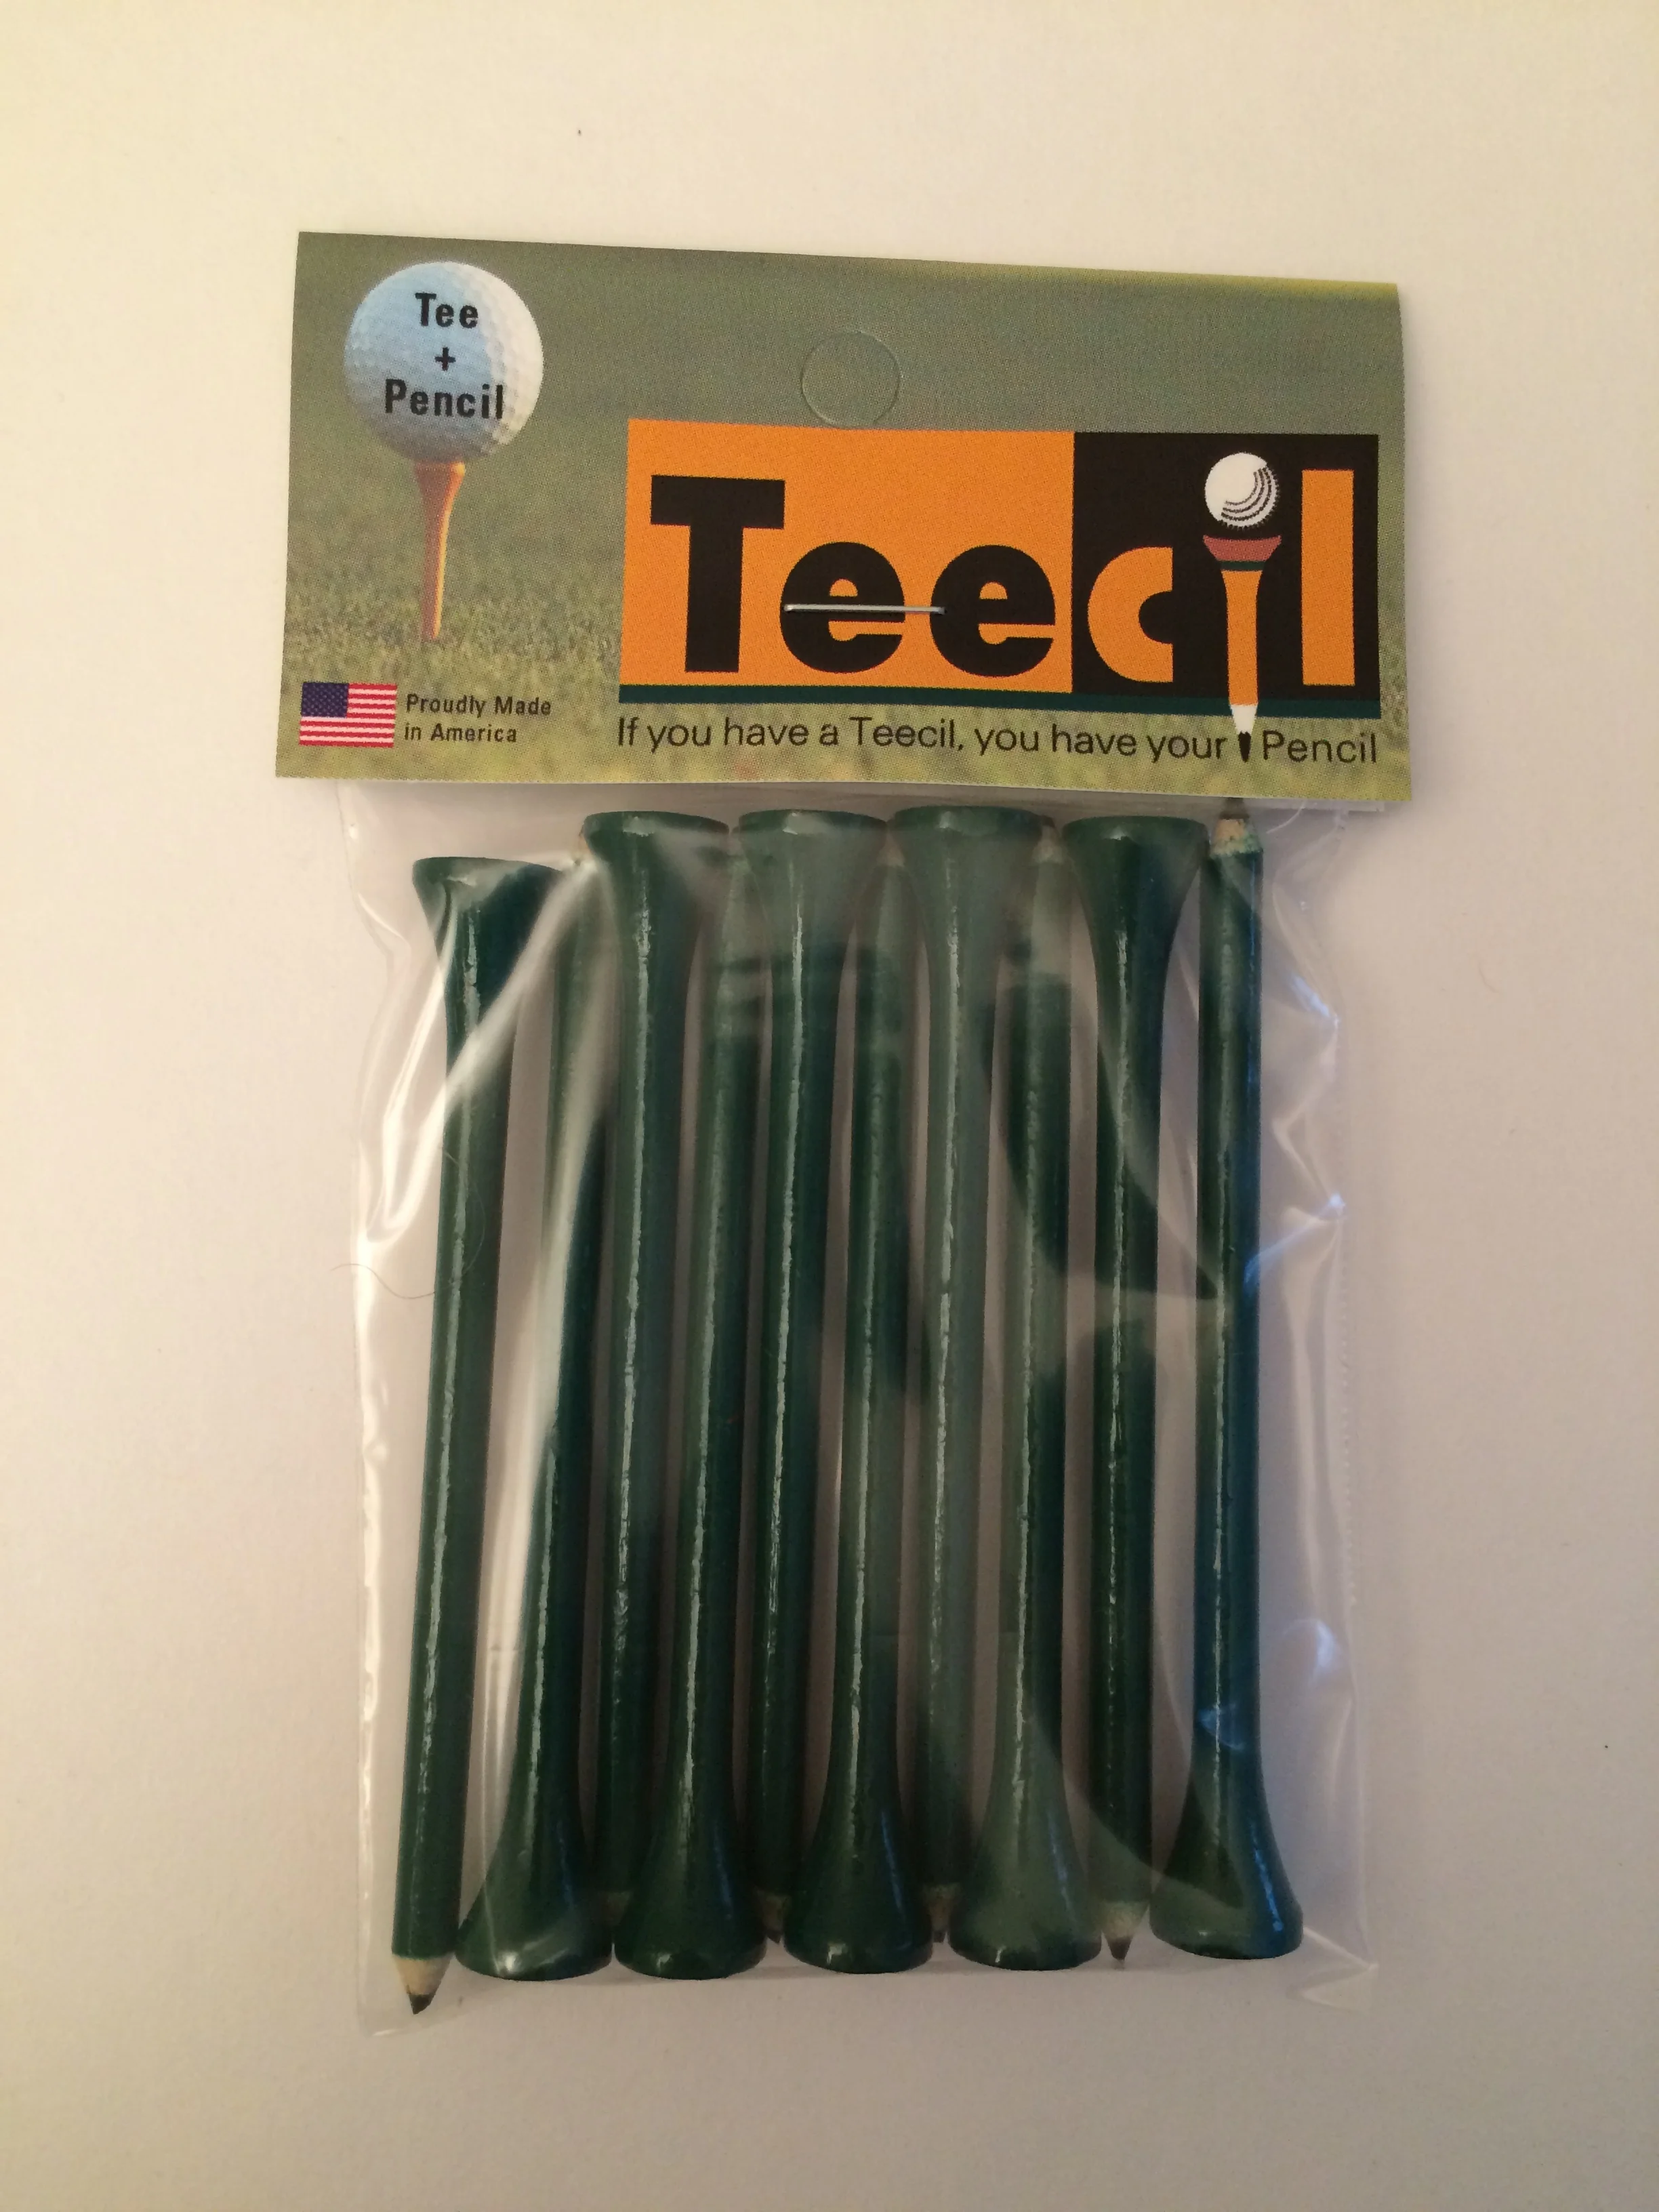 Tee
+
Pencil
Teecil
Proudly Made
in America
If you have a Teecil, you have your Pencil